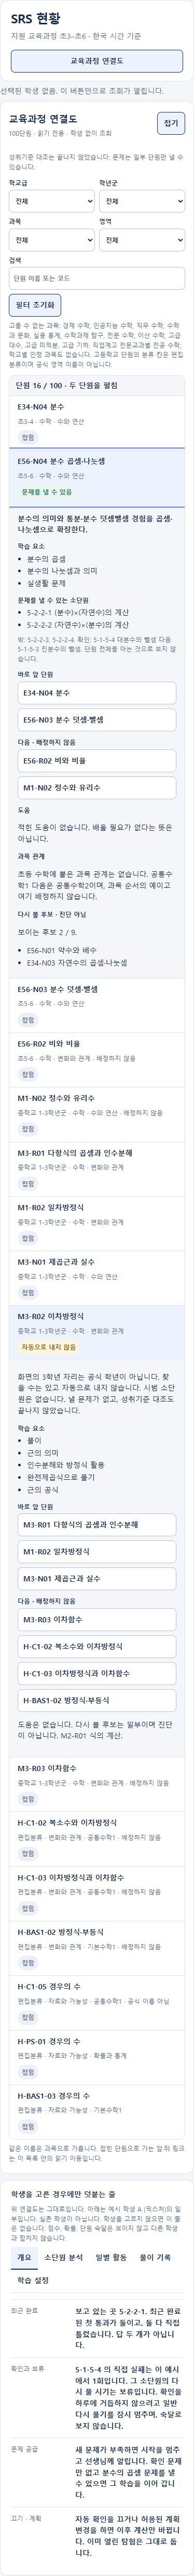 SRS 현황
지원 교육과정 초3–초6 · 한국 시간 기준
교육과정 연결도
선택된 학생 없음. 이 버튼만으로 조회가 열립니다.
교육과정 연결도
접기
100단원 · 읽기 전용 · 학생 없이 조회
성취기준 대조는 끝나지 않았습니다. 문제는 일부 단원만 낼 수
있습니다.
학교급
학년군
전체
전체
과목
영역
전체
전체
검색
단원 이름 또는 코드
필터 초기화
고를 수 없는 과목: 경제 수학, 인공지능 수학, 직무 수학, 수학
과 문화, 실용 통계, 수학과제 탐구, 전문 수학, 이산 수학, 고급
대수, 고급 미적분, 고급 기하, 직업계고 전문교과별 전공 수학,
학교별 인정 과목도 없습니다. 고등학교 단원의 분류 칸은 편집
분류이며 공식 영역 이름이 아닙니다.
단원 16 / 100 · 두 단원을 펼침
E34-N04 분수
초3-4 · 수학 · 수와 연산
접힘
E56-N04 분수 곱셈·나눗셈
초5-6 · 수학 · 수와 연산
문제를 낼 수 있음
분수의 의미와 통분·분수 덧셈뺄셈 경험을 곱셈·
나눗셈으로 확장한다.
학습 요소
• 분수의 곱셈
• 분수의 나눗셈과 의미
• 실생활 문제
문제를 낼 수 있는 소단원
• 5-2-2-1 (분수)×(자연수)의 계산
• 5-2-2-2 (자연수)×(분수)의 계산
밖: 5-2-2-3, 5-2-2-4. 확인: 5-1-5-4 대분수의 뺄셈 다음
5-1-5-3 진분수의 뺄셈. 단원 전체를 아는 것으로 보지 않
습니다.
바로 앞 단원
E34-N04 분수
E56-N03 분수 덧셈·뺄셈
다음 · 배정하지 않음
E56-R02 비와 비율
M1-N02 정수와 유리수
도움
적힌 도움이 없습니다. 배울 필요가 없다는 뜻은
아닙니다.
과목 관계
초등 수학에 붙은 과목 관계는 없습니다. 공통수
학1 다음은 공통수학2이며, 과목 순서의 예이고
여기 배정하지 않습니다.
다시 볼 후보 · 진단 아님
보이는 후보 2 / 9.
• E56-N01 약수와 배수
• E34-N03 자연수의 곱셈·나눗셈
E56-N03 분수 덧셈·뺄셈
초5-6 · 수학 · 수와 연산
접힘
E56-R02 비와 비율
초5-6 · 수학 · 변화와 관계 · 배정하지 않음
접힘
M1-N02 정수와 유리수
중학교 1-3학년군 · 수학 · 수와 연산 · 배정하지 않음
접힘
M3-R01 다항식의 곱셈과 인수분해
중학교 1-3학년군 · 수학 · 변화와 관계
접힘
M1-R02 일차방정식
중학교 1-3학년군 · 수학 · 변화와 관계
접힘
M3-N01 제곱근과 실수
중학교 1-3학년군 · 수학 · 수와 연산
접힘
M3-R02 이차방정식
중학교 1-3학년군 · 수학 · 변화와 관계
자동으로 내지 않음
화면의 3학년 자리는 공식 학년이 아닙니다. 찾
을 수는 있고 자동으로 내지 않습니다. 시범 소단
원은 없습니다. 낼 문제가 없고, 성취기준 대조도
끝나지 않았습니다.
학습 요소
• 풀이
• 근의 의미
• 인수분해와 방정식 활용
• 완전제곱식으로 풀기
• 근의 공식
바로 앞 단원
M3-R01 다항식의 곱셈과 인수분해
M1-R02 일차방정식
M3-N01 제곱근과 실수
다음 · 배정하지 않음
M3-R03 이차함수
H-C1-02 복소수와 이차방정식
H-C1-03 이차방정식과 이차함수
H-BAS1-02 방정식·부등식
도움은 없습니다. 다시 볼 후보는 일부이며 진단
이 아닙니다. M2-R01 식의 계산.
M3-R03 이차함수
중학교 1-3학년군 · 수학 · 변화와 관계 · 배정하지 않음
접힘
H-C1-02 복소수와 이차방정식
편집분류 · 변화와 관계 · 공통수학1 · 배정하지 않음
접힘
H-C1-03 이차방정식과 이차함수
편집분류 · 변화와 관계 · 공통수학1 · 배정하지 않음
접힘
H-BAS1-02 방정식·부등식
편집분류 · 변화와 관계 · 기본수학1 · 배정하지 않음
접힘
H-C1-05 경우의 수
편집분류 · 자료와 가능성 · 공통수학1 · 공식 이름 아님
접힘
H-PS-01 경우의 수
편집분류 · 자료와 가능성 · 확률과 통계
접힘
H-BAS1-03 경우의 수
편집분류 · 자료와 가능성 · 기본수학1
접힘
같은 이름은 과목으로 가릅니다. 접힌 단원으로 가는 앞·뒤 링크
는 이 목록 안의 읽기 이동입니다.
학생을 고른 경우에만 덧붙는 줄
위 연결도는 그대로입니다. 아래는 예시 학생 A (픽스처)의 일
부입니다. 실존 학생이 아닙니다. 학생을 고르지 않으면 이 줄
은 없습니다. 점수, 확률, 단원 숙달은 보이지 않고 다른 학생
과 합치지 않습니다.
개요
소단원 분석
일별 활동
풀이 기록
학습 설정
최근 완료
보고 있는 곳 5-2-2-1. 최근 완료
된 첫 통과가 둘이고, 둘 다 직접
틀렸습니다. 답 두 개가 아닙니
다.
확인과 보류
5-1-5-4 의 직접 실패는 이 예시
에서 1회입니다. 그 소단원의 다
시 풀 시기는 보류입니다. 확인을
하루에 거듭하지 않으려고 일반
다시 풀기를 잠시 멈추며, 숙달로
보지 않습니다.
문제 공급
새 문제가 부족하면 시작을 멈추
고 선생님께 알립니다. 확인 문제
만 없고 분수의 곱셈 문제를 낼
수 있으면 그 학습을 이어 갑니
다.
끄기 · 계획
자동 확인을 끄거나 허용된 계획
변경을 하면 이후 계산만 바뀝니
다. 이미 열린 탐험은 그대로 둡
니다.